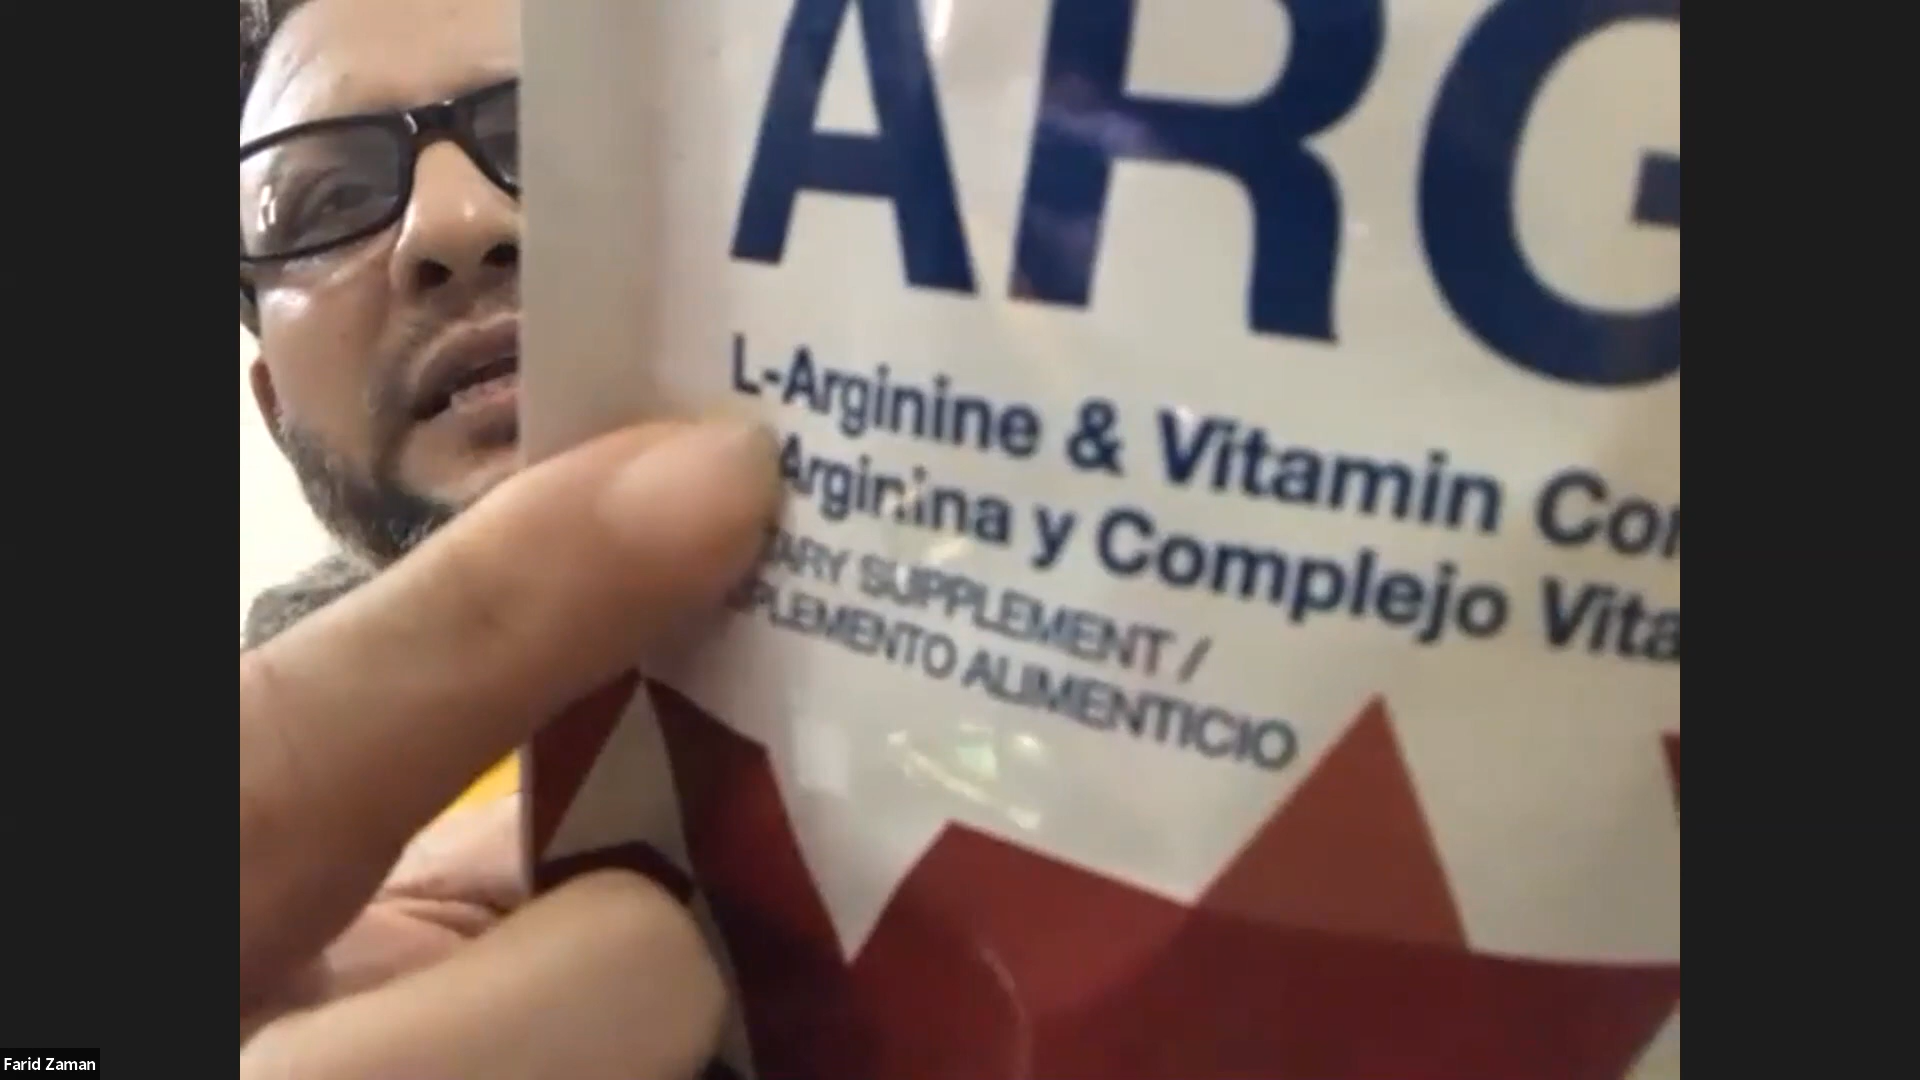 ARG
L-Arginine & Vitamin Co
Arginina y Complejo Vita
ARY SUPPLEMENT /
PLEMENTO ALIMENTICIO
Farid Zaman